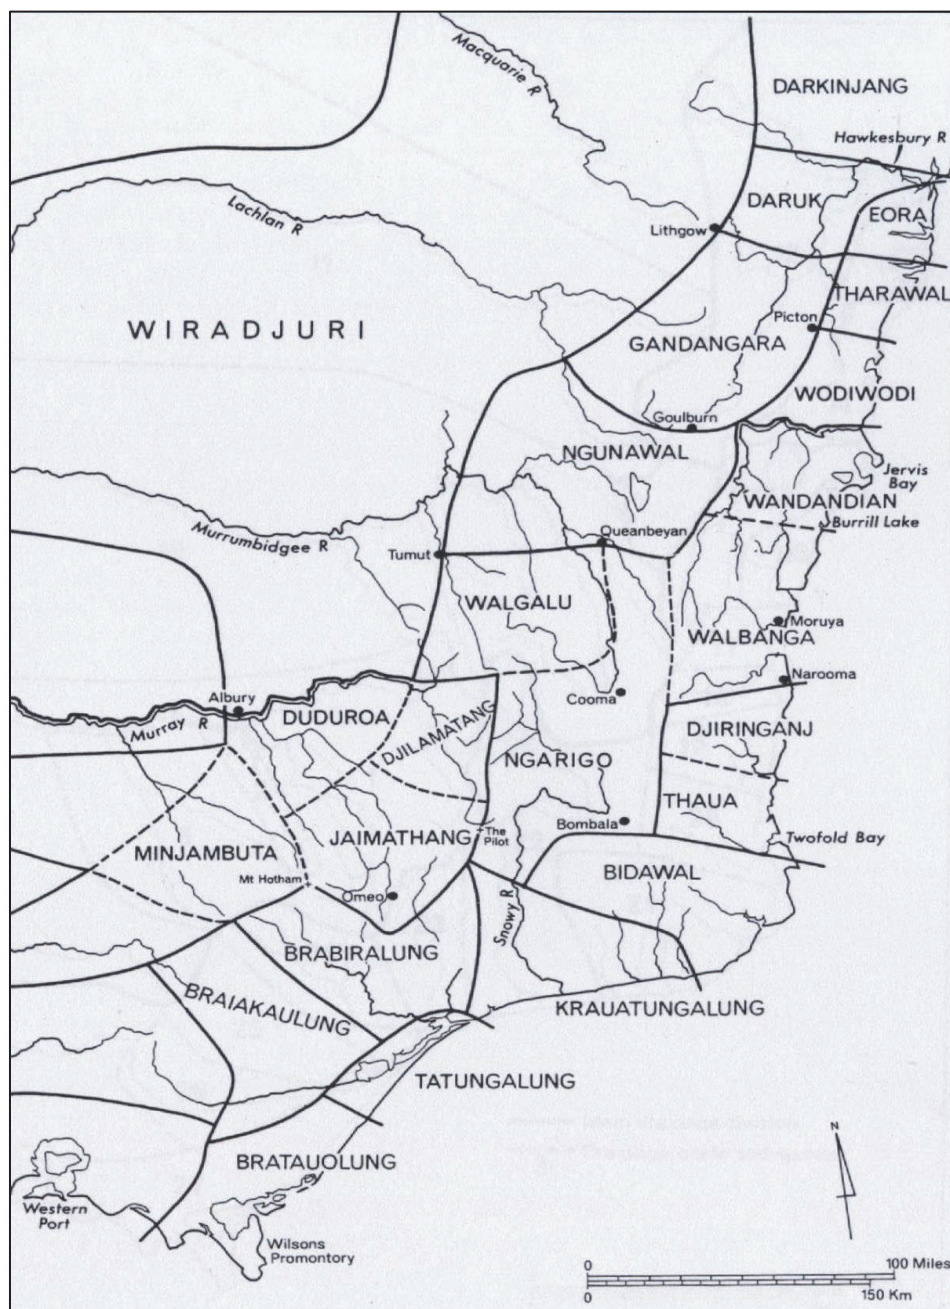 Macquarie R
DARKINJANG
Hawkesbury R
DARUK
EORA
Lachlan R
Lithgow
THARAWAL
WIRADJURI
Picton
GANDANGARA
WODIWODI
Goulburn
NGUNAWAL
Jervis
Bay
WANDANDIAN
Burrill Lake
Murrumbidgee R
Queanbeyan
Tumut
WALGALU
Moruya
WALBANGA
Narooma
Albury
Cooma
DUDUROA
Murray R
DJILAMATANG
DJIRINGANJ
NGARIGO
THAUA
Bombala
The
Pilot
JAIMATHANG
Twofold Bay
MINJAMBUTA
Mt Hotham
BIDAWAL
Omeo
Snowy R
BRABIRALUNG
BRAIAKAULUNG
KRAUATUNGALUNG
TATUNGALUNG
N
BRATAUOLUNG
Western
Port
Wilsons
Promontory
0 100 Miles
0 150 Km